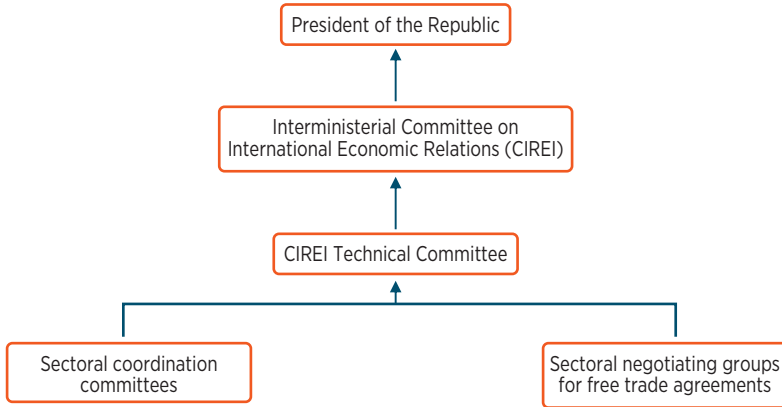 President of the Republic
Interministerial Committee on
International Economic Relations (CIREI)
CIREI Technical Committee
Sectoral coordination
committees
Sectoral negotiating groups
for free trade agreements